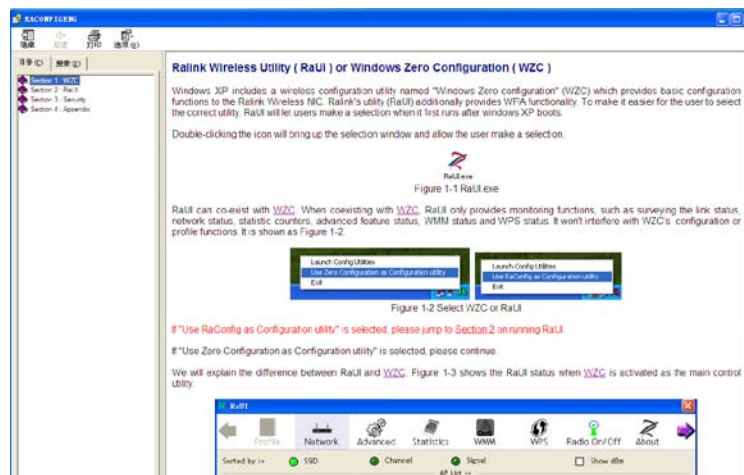 RACONFIGENG
隐藏 后退 打印 选项(O)
目录(C) 搜索(S)
Section 1 : WZC
Section 2 : RaUI
Section 3 : Security
Section 4 : Appendix
Ralink Wireless Utility ( RaUI ) or Windows Zero Configuration ( WZC )
Windows XP includes a wireless configuration utility named "Windows Zero configuration" (WZC) which provides basic configuration
functions to the Ralink Wireless NIC. Ralink's utility (RaUI) additionally provides WPA functionality. To make it easier for the user to select
the correct utility. RaUI will let users make a selection when it first runs after windows XP boots.
Double-clicking the icon will bring up the selection window and allow the user make a selection.
RaUI.exe
Figure 1-1 RaUI.exe
RaUI can co-exist with WZC. When coexisting with WZC, RaUI only provides monitoring functions, such as surveying the link status,
network status, statistic counters, advanced feature status, WMM status and WPS status. It won't interfere with WZC's configuration or
profile functions. It is shown as Figure 1-2.
Launch Config Utilities
Use Zero Configuration as Configuration utility
Exit
Launch Config Utilities
Use RaConfig as Configuration utility
Exit
Figure 1-2 Select WZC or RaUI
If "Use RaConfig as Configuration utility" is selected, please jump to Section 2 on running RaUI.
If "Use Zero Configuration as Configuration utility" is selected, please continue.
We will explain the difference between RaUI and WZC. Figure 1-3 shows the RaUI status when WZC is activated as the main control
utility.
RaUI
Profile Network Advanced Statistics WMM WPS Radio On/Off About
Sorted by >> SSID Channel Signal Show dBm
AP List >>